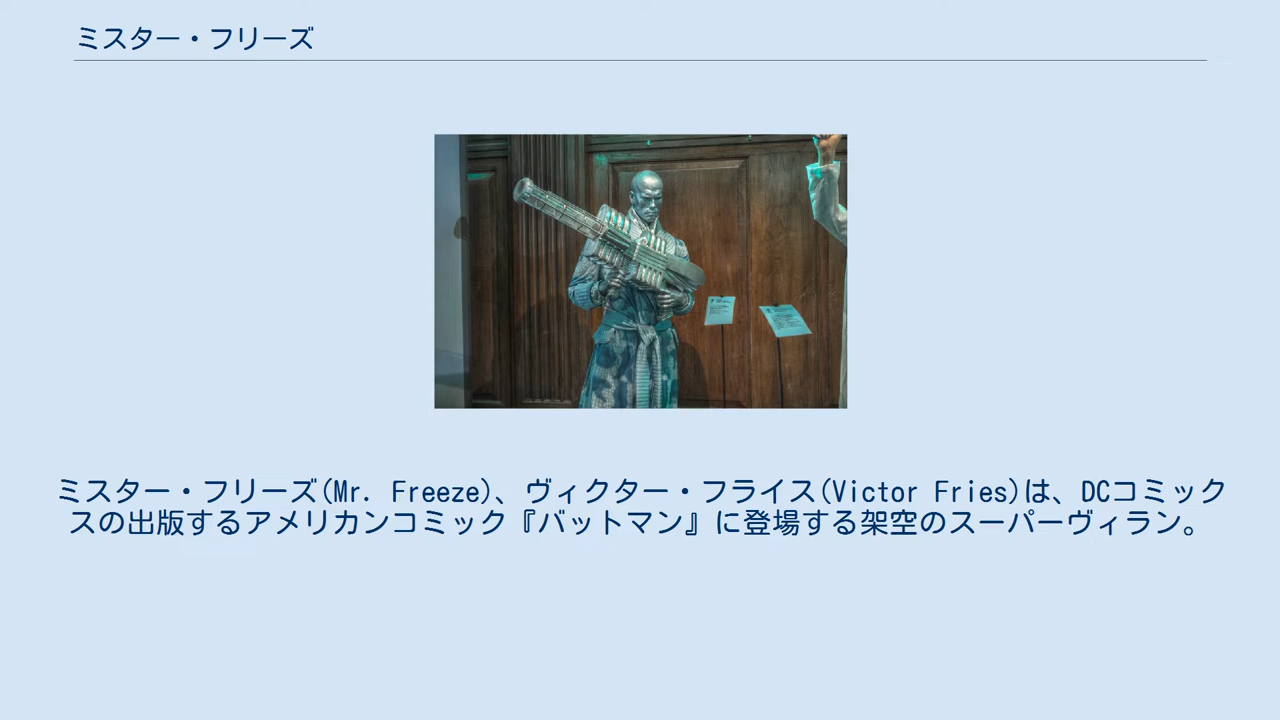 ミスター・フリーズ
ミスター・フリーズ(Mr. Freeze)、ヴィクター・フライス(Victor Fries)は、DCコミック
スの出版するアメリカンコミック『バットマン』に登場する架空のスーパーヴィラン。